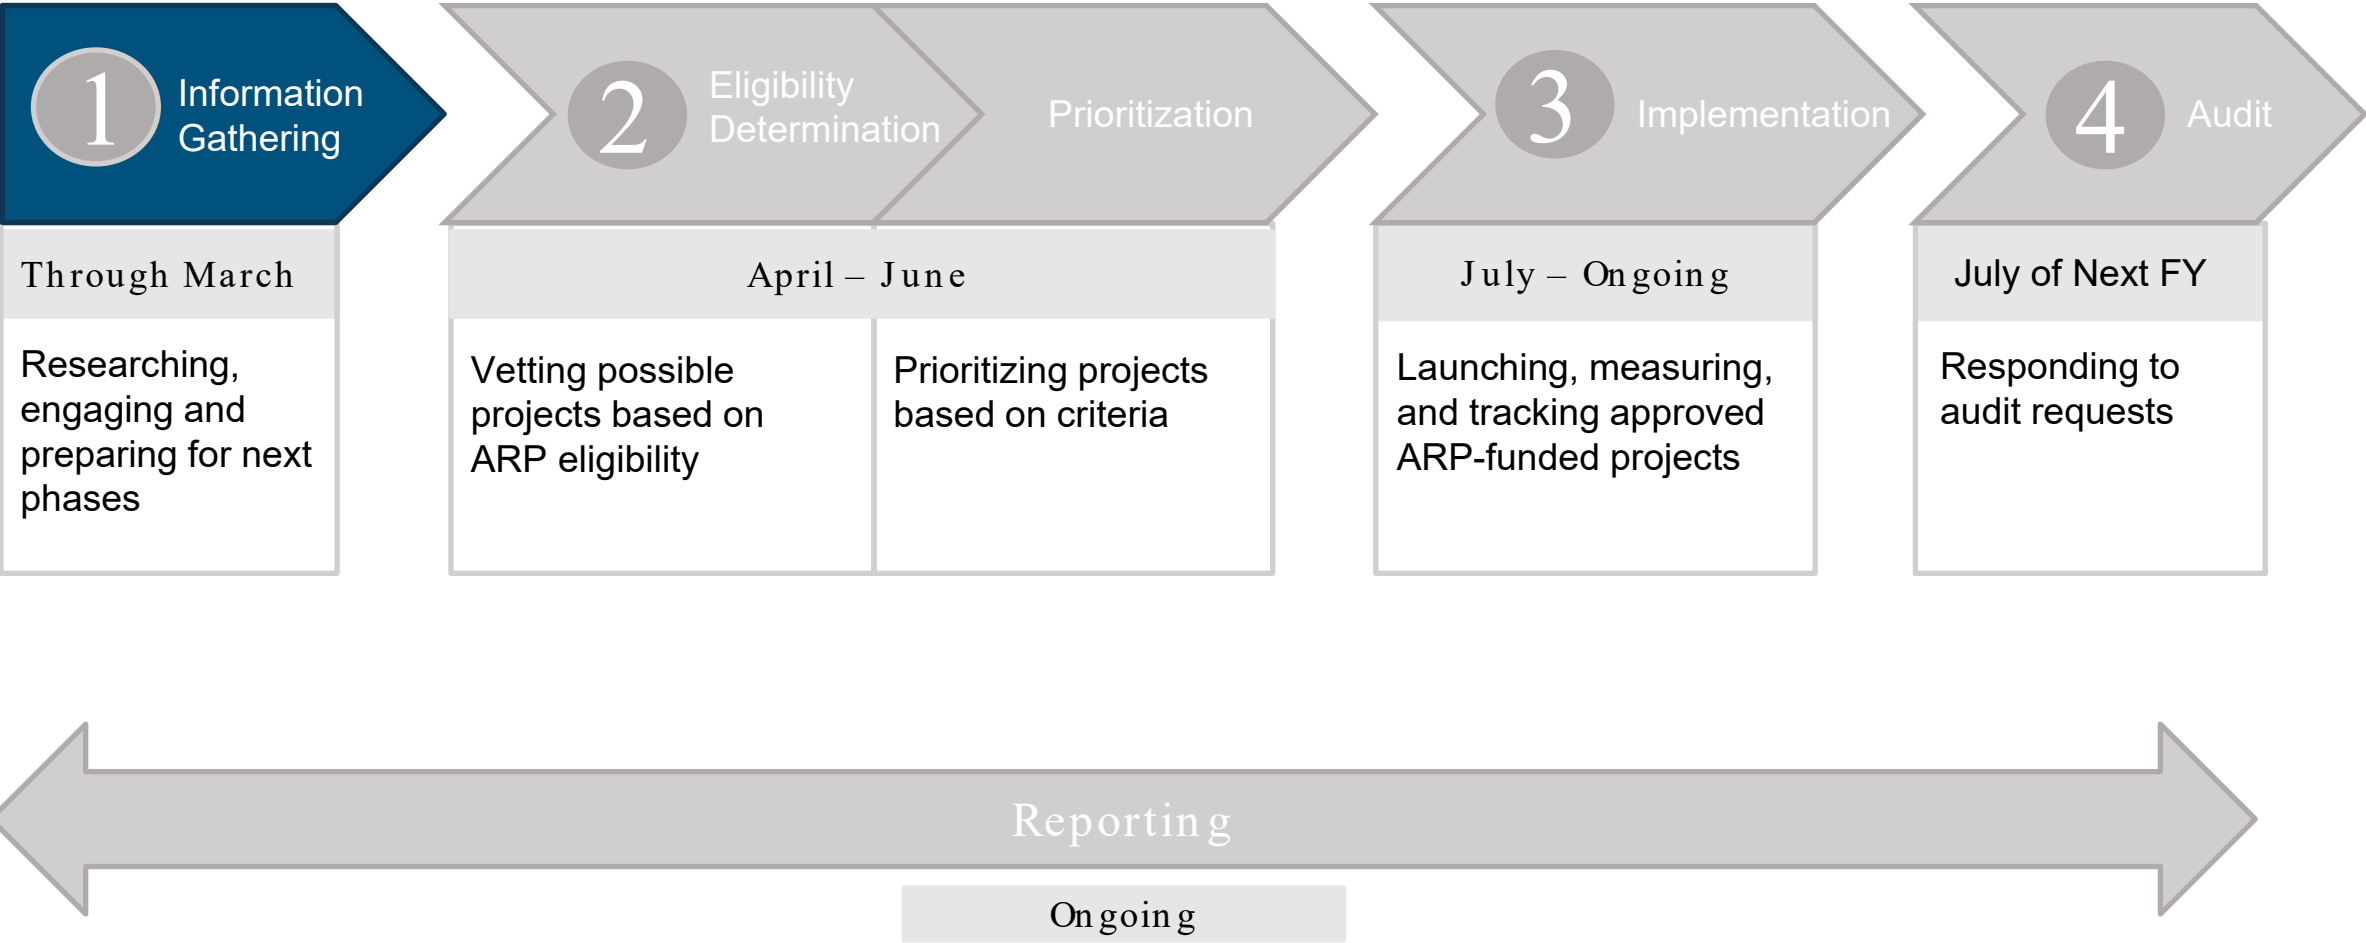 1
Information
Gathering
2
Eligibility
Determination
Prioritization
3
Implementation
4
Audit
Through March
April – June
July – Ongoing
July of Next FY
Researching,
engaging and
preparing for next
phases
Vetting possible
projects based on
ARP eligibility
Prioritizing projects
based on criteria
Launching, measuring,
and tracking approved
ARP-funded projects
Responding to
audit requests
Reporting
Ongoing